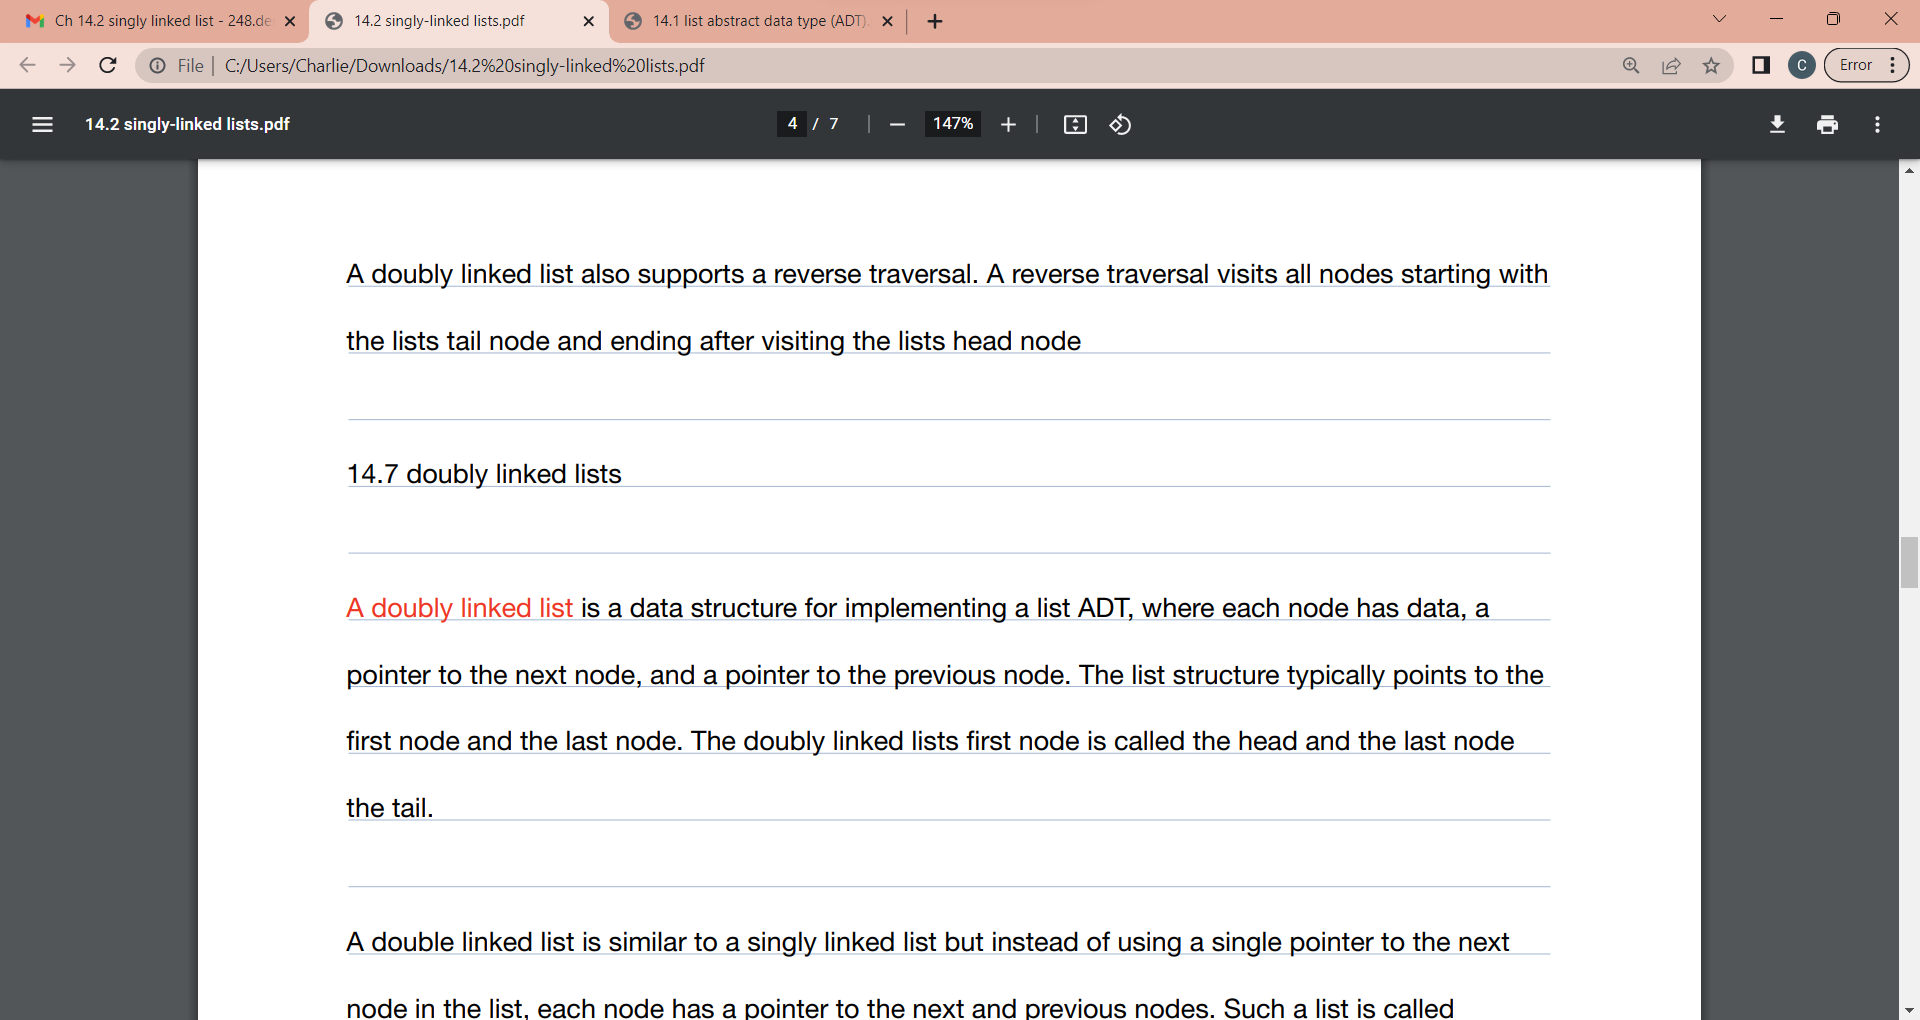 Ch 14.2 singly linked list - 248.de
14.2 singly-linked lists.pdf
14.1 list abstract data type (ADT).
File
C:/Users/Charlie/Downloads/14.2%20singly-linked%20lists.pdf
C
Error
14.2 singly-linked lists.pdf
4 / 7
147%
A doubly linked list also supports a reverse traversal. A reverse traversal visits all nodes starting with
the lists tail node and ending after visiting the lists head node
14.7 doubly linked lists
A doubly linked list is a data structure for implementing a list ADT, where each node has data, a
pointer to the next node, and a pointer to the previous node. The list structure typically points to the
first node and the last node. The doubly linked lists first node is called the head and the last node
the tail.
A double linked list is similar to a singly linked list but instead of using a single pointer to the next
node in the list, each node has a pointer to the next and previous nodes. Such a list is called